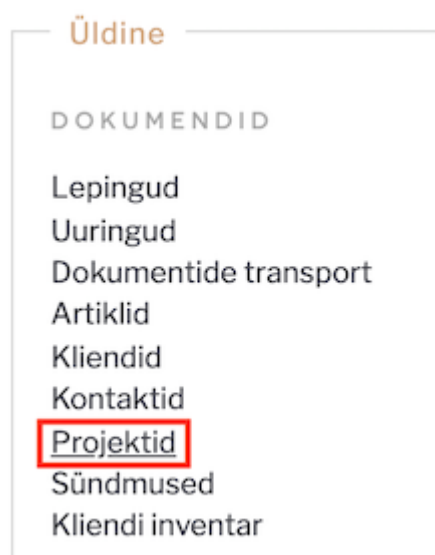 Üldine
DOKUMENDID
Lepingud
Uuringud
Dokumentide transport
Artiklid
Kliendid
Kontaktid
Projektid
Sündmused
Kliendi inventar